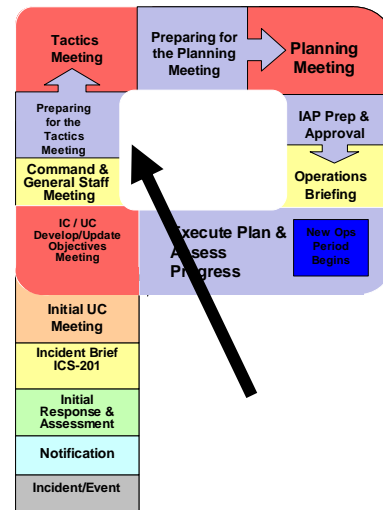 Tactics
Meeting
Preparing for
the Planning
Meeting
Planning
Meeting
Preparing
for the
Tactics
Meeting
IAP Prep &
Approval
Command &
General Staff
Meeting
Operations
Briefing
IC / UC
Develop/Update
Objectives
Meeting
Execute Plan &
Assess
Progress
New Ops
Period
Begins
Initial UC
Meeting
Incident Brief
ICS-201
Initial
Response &
Assessment
Notification
Incident/Event